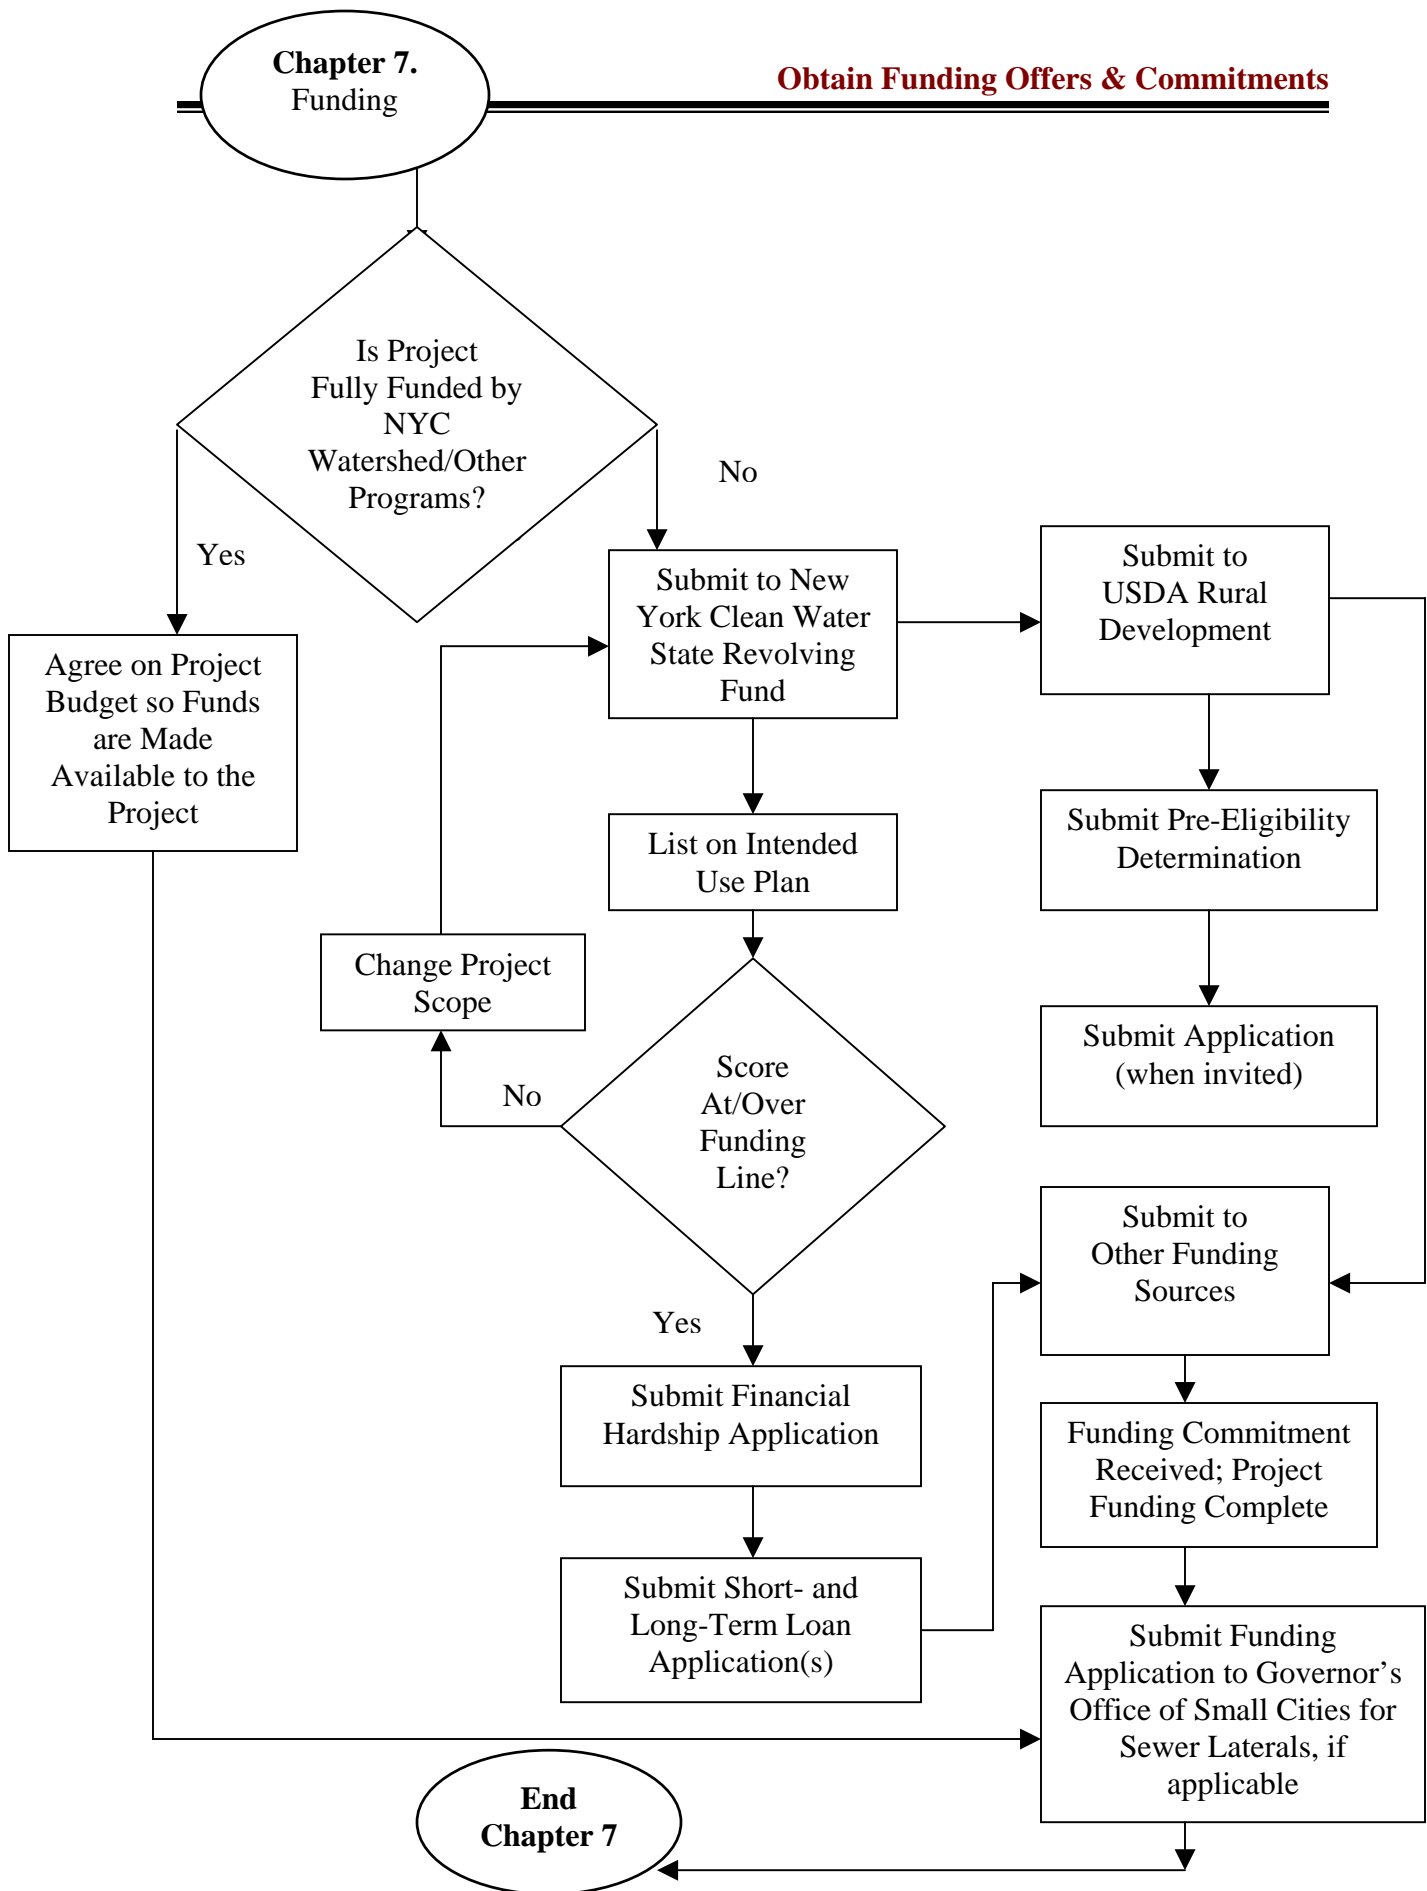 Chapter 7.
Funding
Obtain Funding Offers & Commitments
Is Project
Fully Funded by
NYC
Watershed/Other
Programs?
No
Yes
Submit to New
York Clean Water
State Revolving
Fund
Submit to
USDA Rural
Development
Agree on Project
Budget so Funds
are Made
Available to the
Project
Submit Pre-Eligibility
Determination
List on Intended
Use Plan
Change Project
Scope
Submit Application
(when invited)
Score
At/Over
Funding
Line?
No
Submit to
Other Funding
Sources
Yes
Submit Financial
Hardship Application
Funding Commitment
Received; Project
Funding Complete
Submit Short- and
Long-Term Loan
Application(s)
Submit Funding
Application to Governor’s
Office of Small Cities for
Sewer Laterals, if
applicable
End
Chapter 7